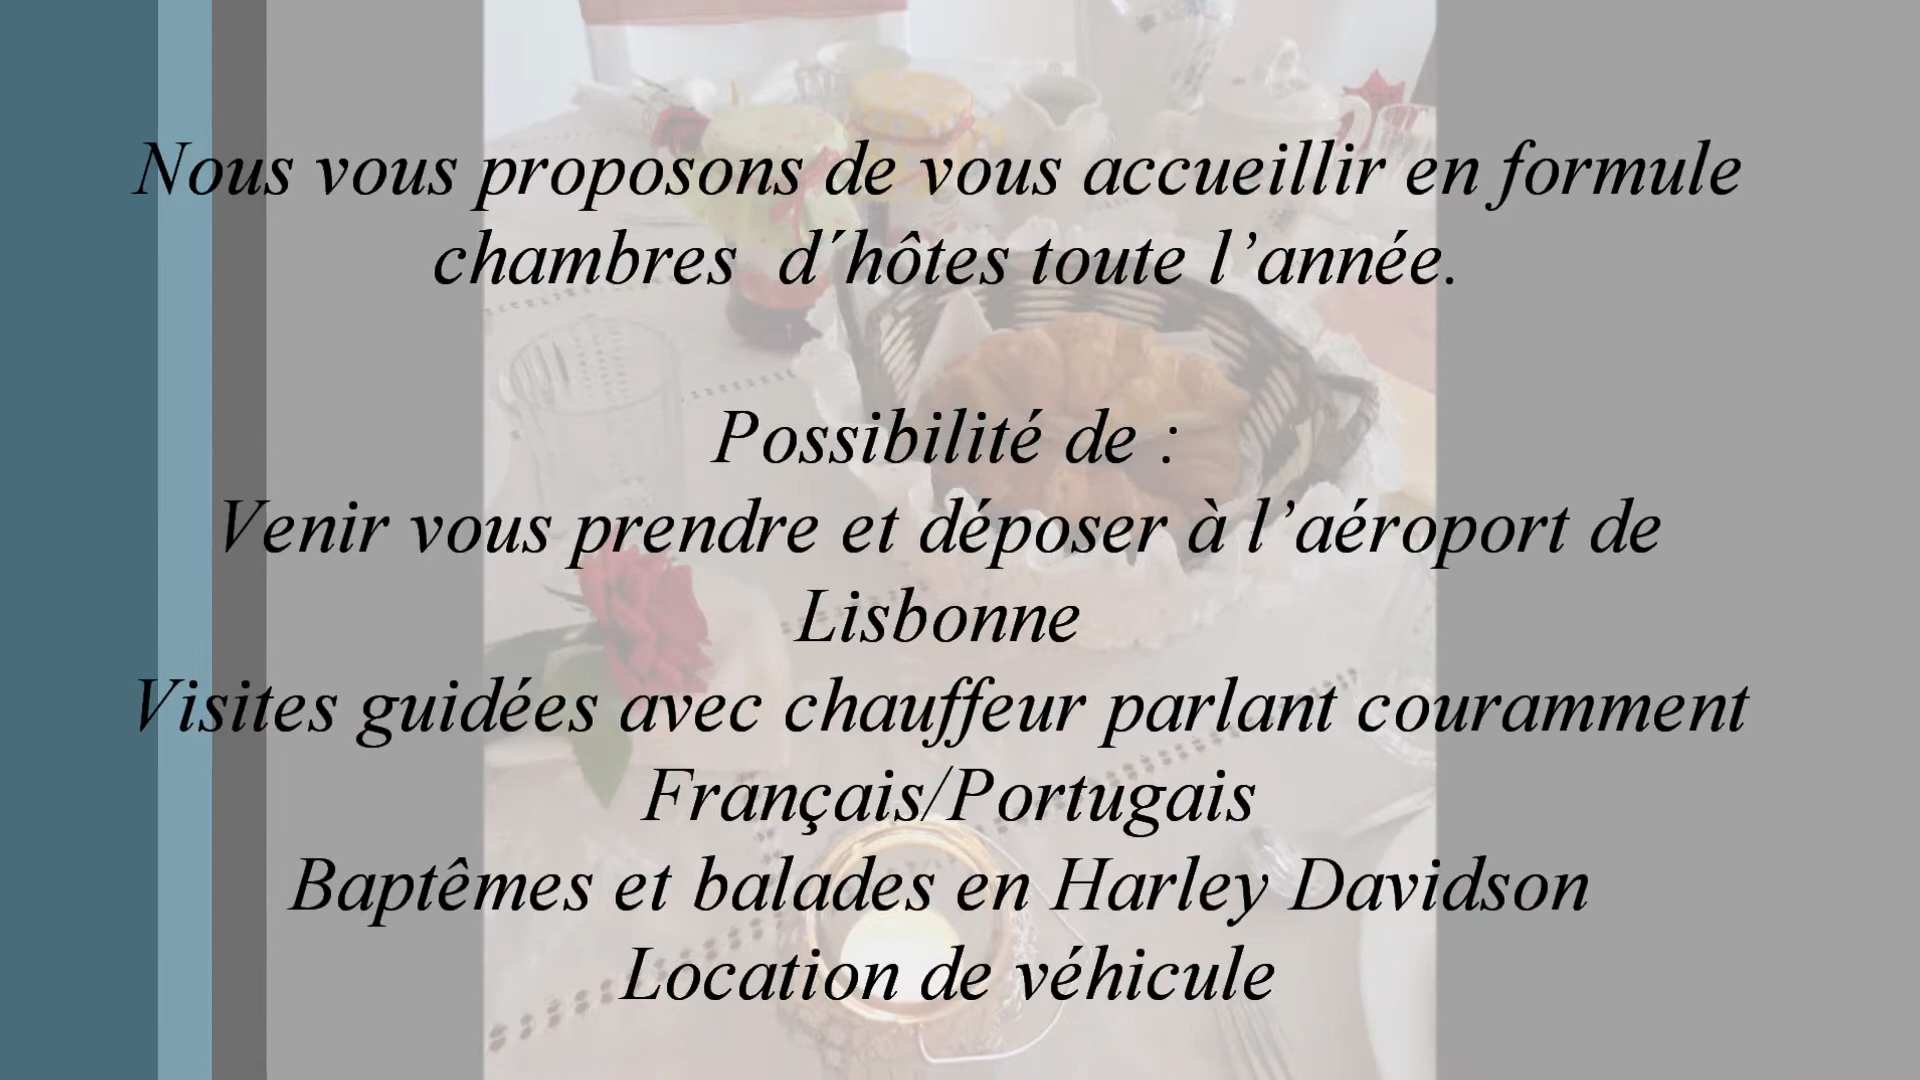 Nous vous proposons de vous accueillir en formule
chambres  d´hôtes toute l’année.
Possibilité de :
Venir vous prendre et déposer à l’aéroport de
Lisbonne
Visites guidées avec chauffeur parlant couramment
Français/Portugais
Baptêmes et balades en Harley Davidson
Location de véhicule